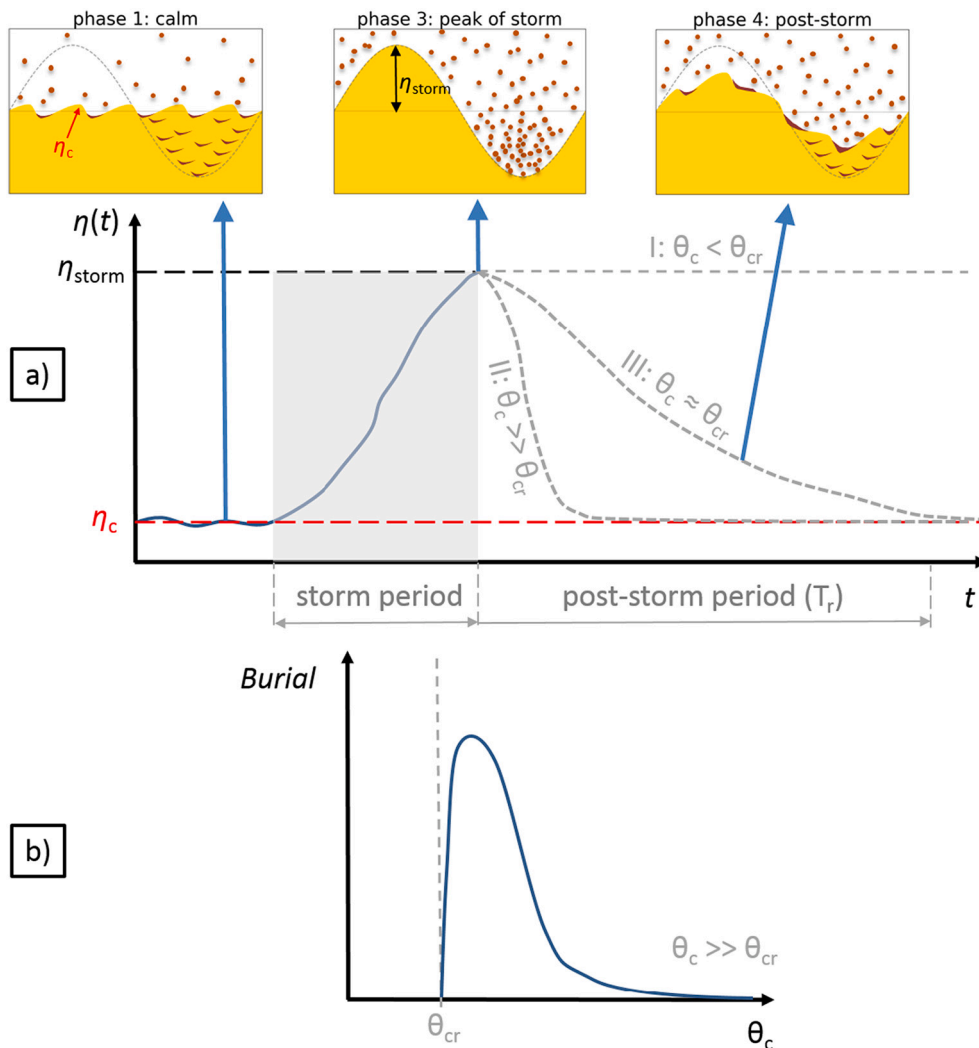 phase 1: calm
phase 3: peak of storm
phase 4: post-storm
ηstorm
ηc
η(t)
ηstorm
I: θc < θcr
a)
II: θc >> θcr
III: θc ≈ θcr
ηc
storm period
post-storm period (Tr)
t
Burial
b)
θc >> θcr
θcr
θc